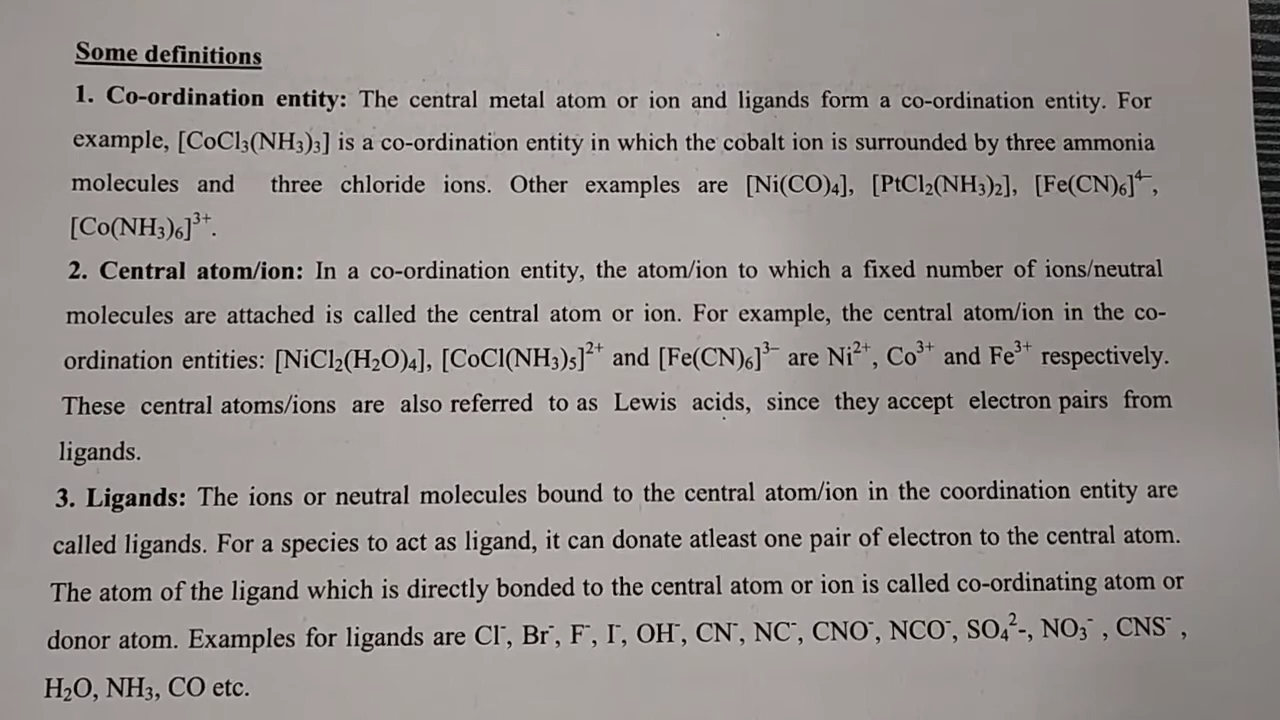 Some definitions
1. Co-ordination entity: The central metal atom or ion and ligands form a co-ordination entity. For
example, [CoCl₃(NH₃)₃] is a co-ordination entity in which the cobalt ion is surrounded by three ammonia
molecules and three chloride ions. Other examples are [Ni(CO)₄], [PtCl₂(NH₃)₂], [Fe(CN)₆]⁴⁻,
[Co(NH₃)₆]³⁺.
2. Central atom/ion: In a co-ordination entity, the atom/ion to which a fixed number of ions/neutral
molecules are attached is called the central atom or ion. For example, the central atom/ion in the co-
ordination entities: [NiCl₂(H₂O)₄], [CoCl(NH₃)₅]²⁺ and [Fe(CN)₆]³⁻ are Ni²⁺, Co³⁺ and Fe³⁺ respectively.
These central atoms/ions are also referred to as Lewis acids, since they accept electron pairs from
ligands.
3. Ligands: The ions or neutral molecules bound to the central atom/ion in the coordination entity are
called ligands. For a species to act as ligand, it can donate atleast one pair of electron to the central atom.
The atom of the ligand which is directly bonded to the central atom or ion is called co-ordinating atom or
donor atom. Examples for ligands are Cl⁻, Br⁻, F⁻, I⁻, OH⁻, CN⁻, NC⁻, CNO⁻, NCO⁻, SO₄²-, NO₃⁻ , CNS⁻ ,
H₂O, NH₃, CO etc.